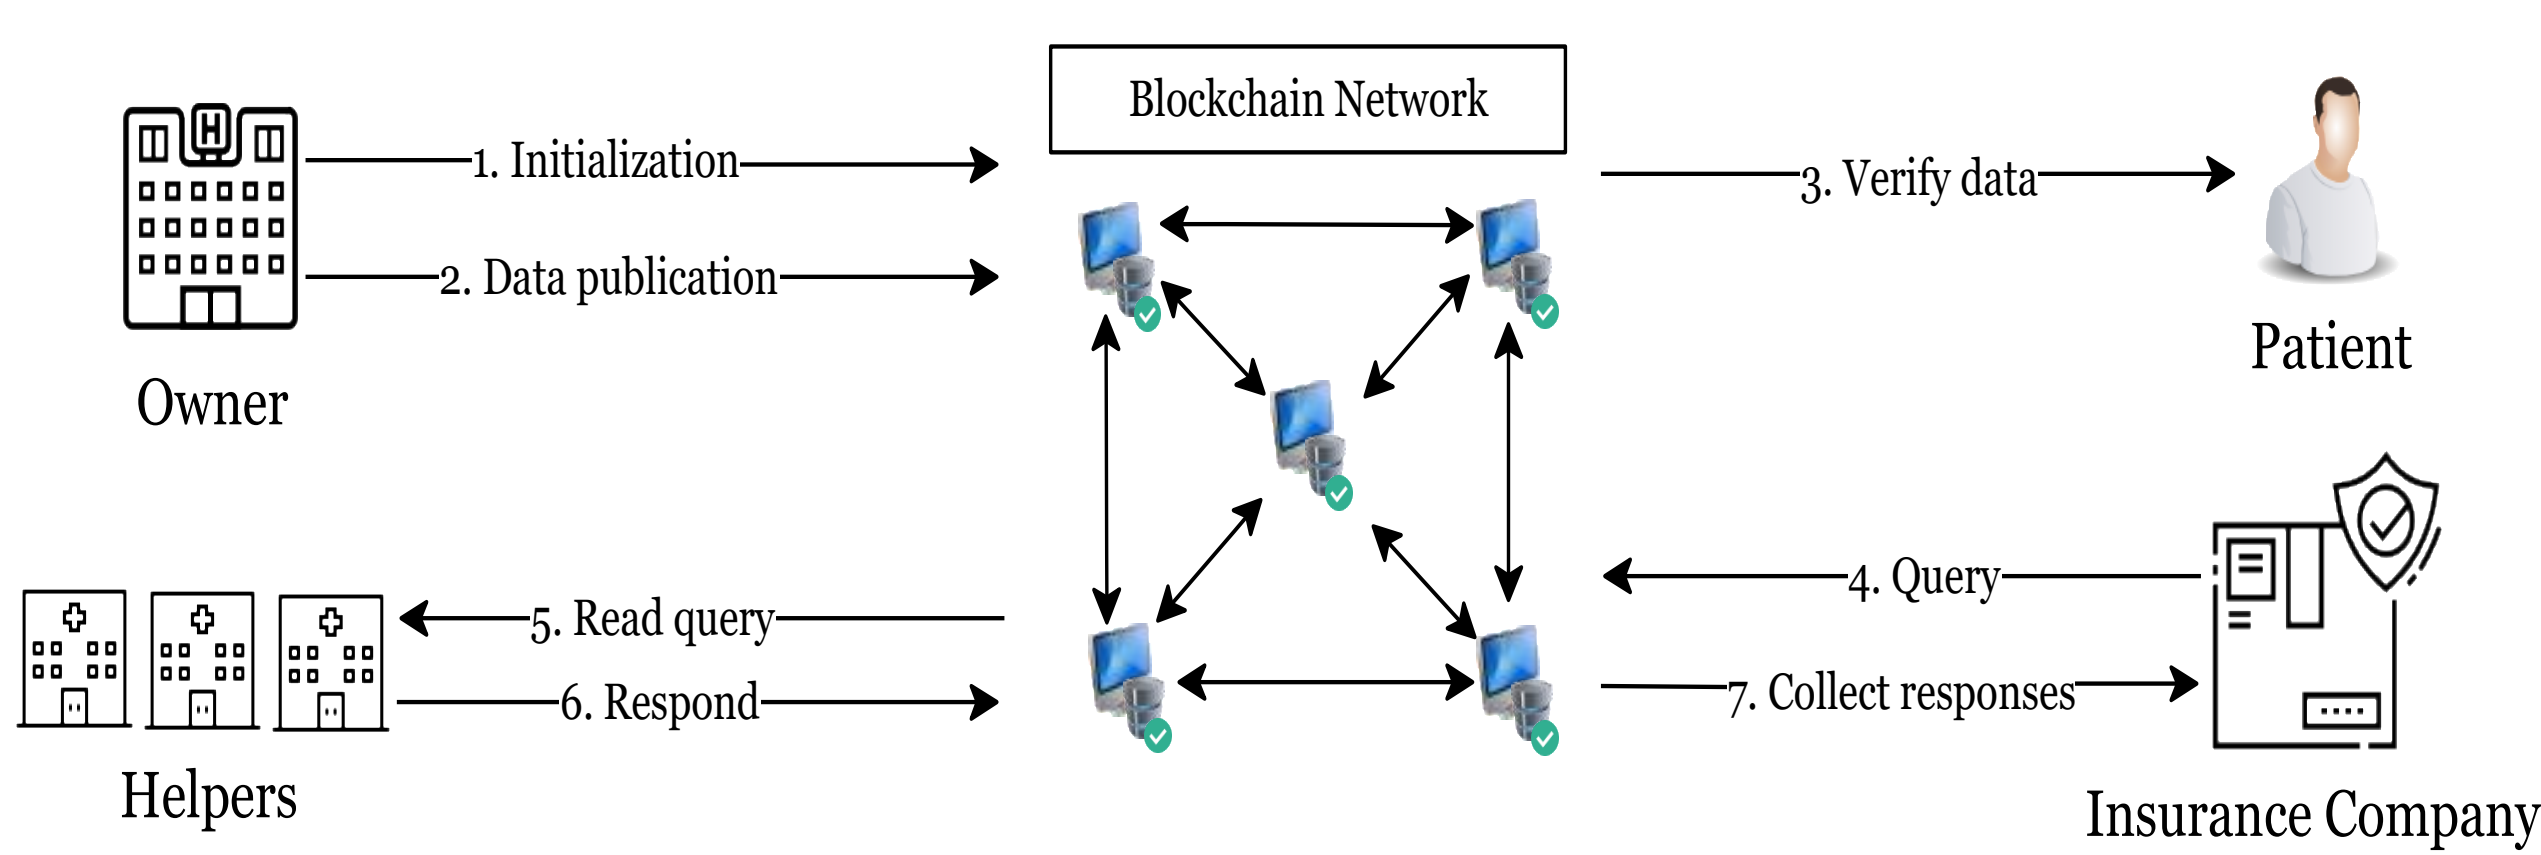 Blockchain Network
H
1. Initialization
2. Data publication
3. Verify data
Owner
Patient
4. Query
5. Read query
6. Respond
7. Collect responses
Helpers
Insurance Company